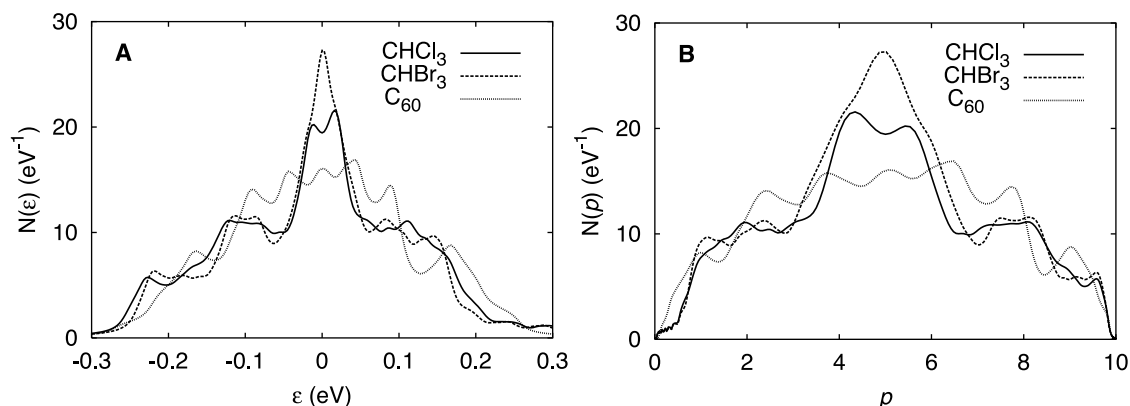 A
B
CHCl3
CHBr3
C60
CHCl3
CHBr3
C60
N(ε) (eV⁻¹)
N(p) (eV⁻¹)
30
20
10
0
30
20
10
0
-0.3 -0.2 -0.1 0 0.1 0.2 0.3
0 2 4 6 8 10
ε (eV)
p